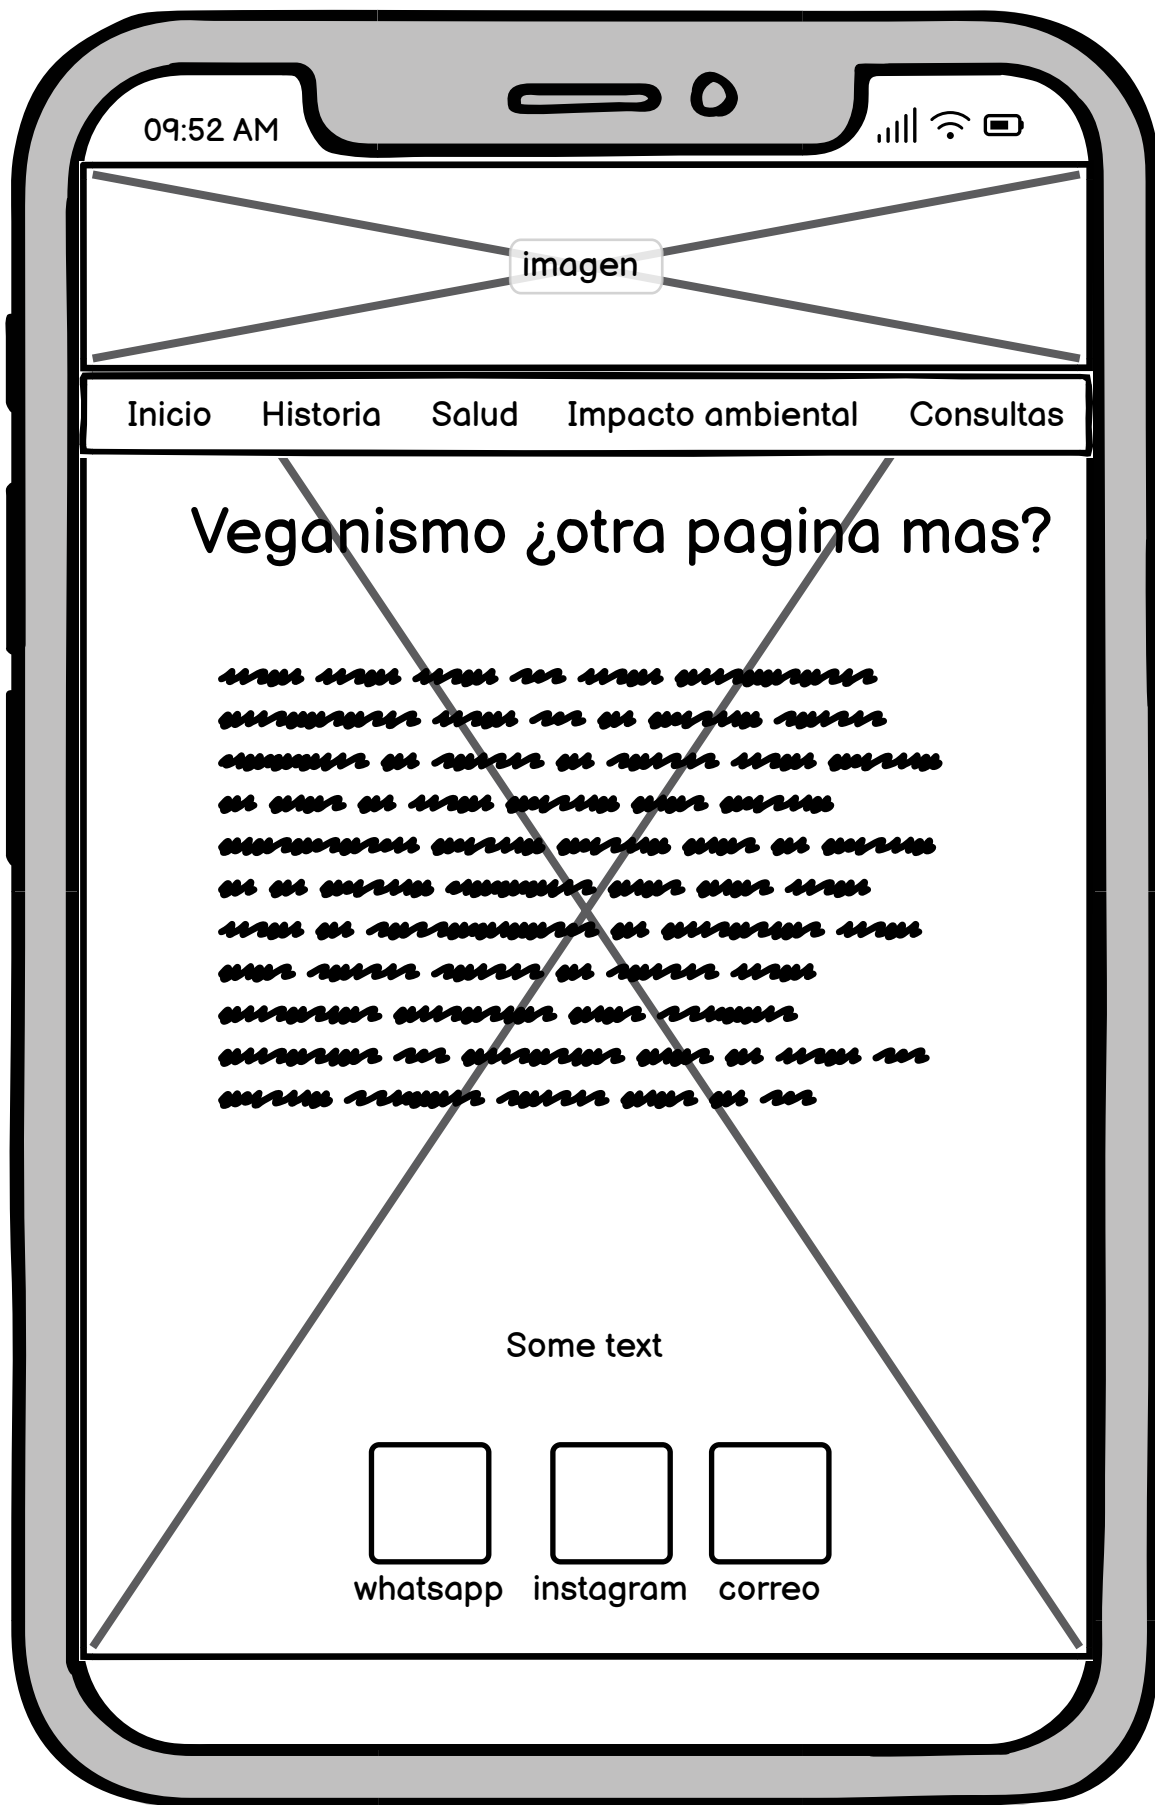 09:52 AM
imagen
Inicio Historia Salud Impacto ambiental Consultas
Veganismo ¿otra pagina mas?
Some text
whatsapp instagram correo